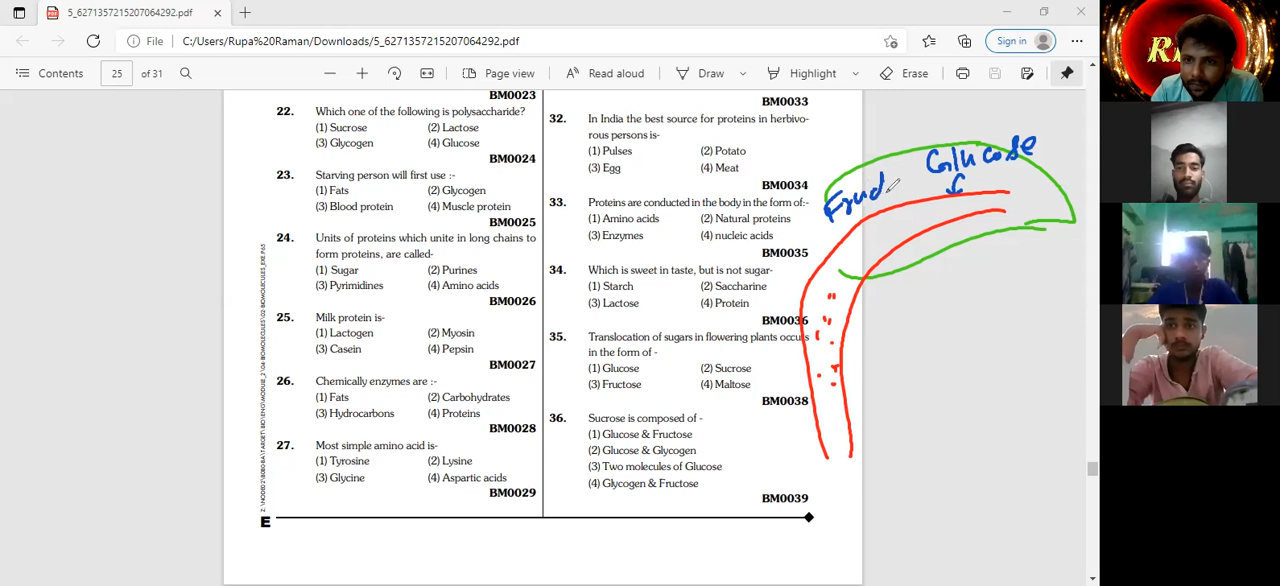 5_6271357215207064292.pdf
File C:/Users/Rupa%20Raman/Downloads/5_6271357215207064292.pdf
Sign in
Contents 25 of 31 Page view Read aloud Draw Highlight Erase
BM0023
22. Which one of the following is polysaccharide?
(1) Sucrose (2) Lactose
(3) Glycogen (4) Glucose
BM0024
23. Starving person will first use :-
(1) Fats (2) Glycogen
(3) Blood protein (4) Muscle protein
BM0025
24. Units of proteins which unite in long chains to
form proteins, are called-
(1) Sugar (2) Purines
(3) Pyrimidines (4) Amino acids
BM0026
25. Milk protein is-
(1) Lactogen (2) Myosin
(3) Casein (4) Pepsin
BM0027
26. Chemically enzymes are :-
(1) Fats (2) Carbohydrates
(3) Hydrocarbons (4) Proteins
BM0028
27. Most simple amino acid is-
(1) Tyrosine (2) Lysine
(3) Glycine (4) Aspartic acids
BM0029
E
BM0033
32. In India the best source for proteins in herbivo-
rous persons is-
(1) Pulses (2) Potato
(3) Egg (4) Meat
BM0034
33. Proteins are conducted in the body in the form of:-
(1) Amino acids (2) Natural proteins
(3) Enzymes (4) nucleic acids
BM0035
34. Which is sweet in taste, but is not sugar-
(1) Starch (2) Saccharine
(3) Lactose (4) Protein
BM0036
35. Translocation of sugars in flowering plants occurs
in the form of -
(1) Glucose (2) Sucrose
(3) Fructose (4) Maltose
BM0038
36. Sucrose is composed of -
(1) Glucose & Fructose
(2) Glucose & Glycogen
(3) Two molecules of Glucose
(4) Glycogen & Fructose
BM0039
Glucose